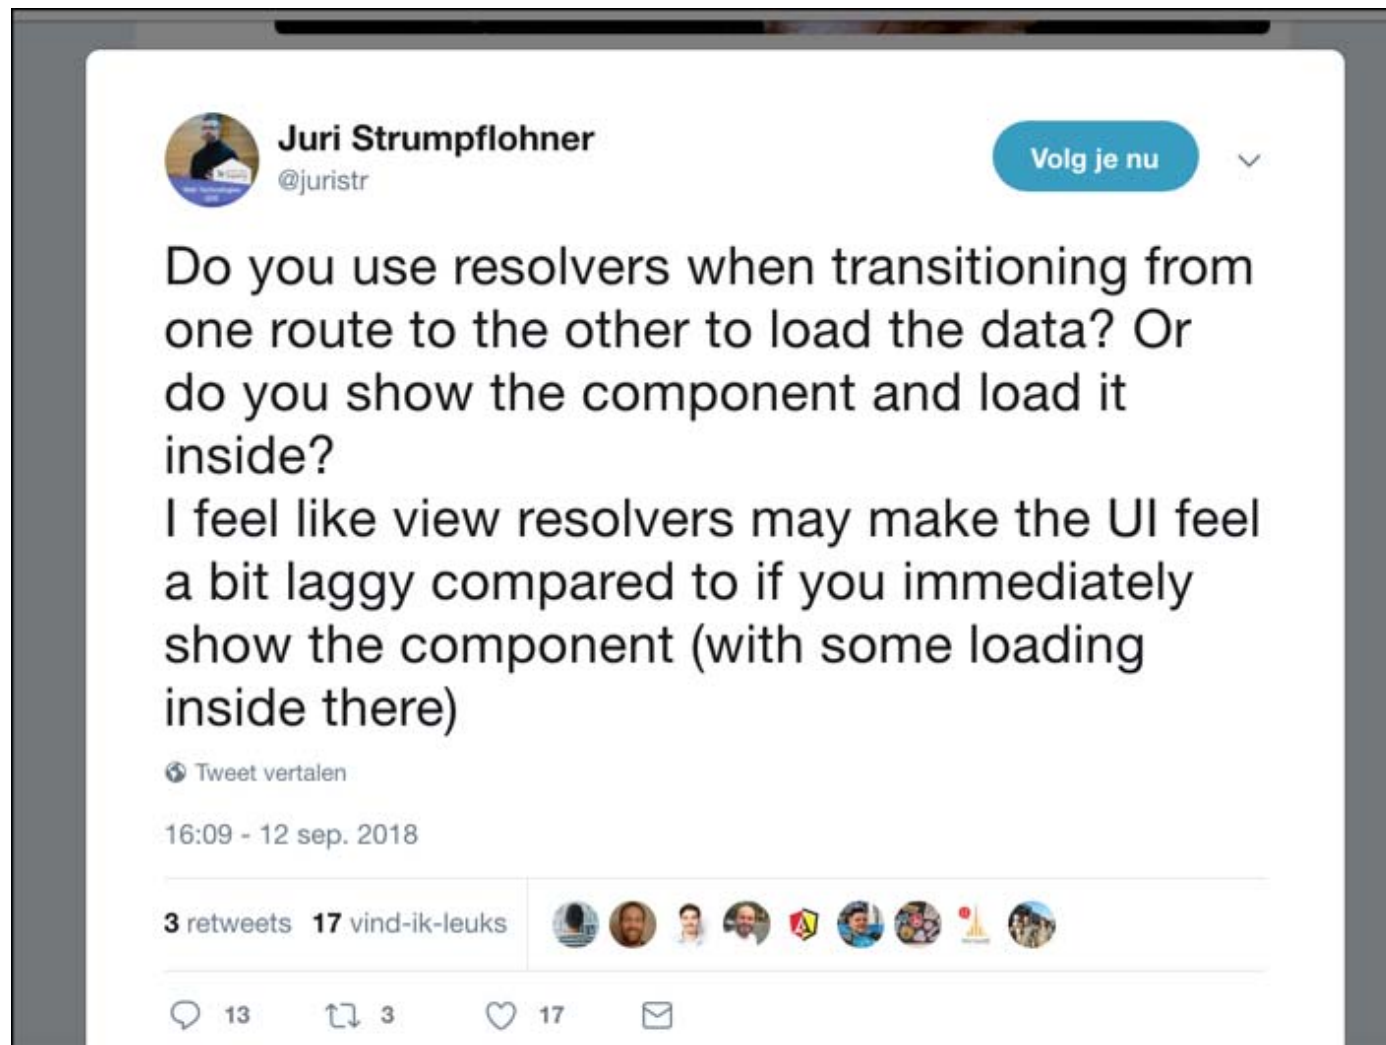 Juri Strumpflohner
@juristr
Volg je nu
Do you use resolvers when transitioning from
one route to the other to load the data? Or
do you show the component and load it
inside?
I feel like view resolvers may make the UI feel
a bit laggy compared to if you immediately
show the component (with some loading
inside there)
Tweet vertalen
16:09 - 12 sep. 2018
3 retweets 17 vind-ik-leuks
13 3 17